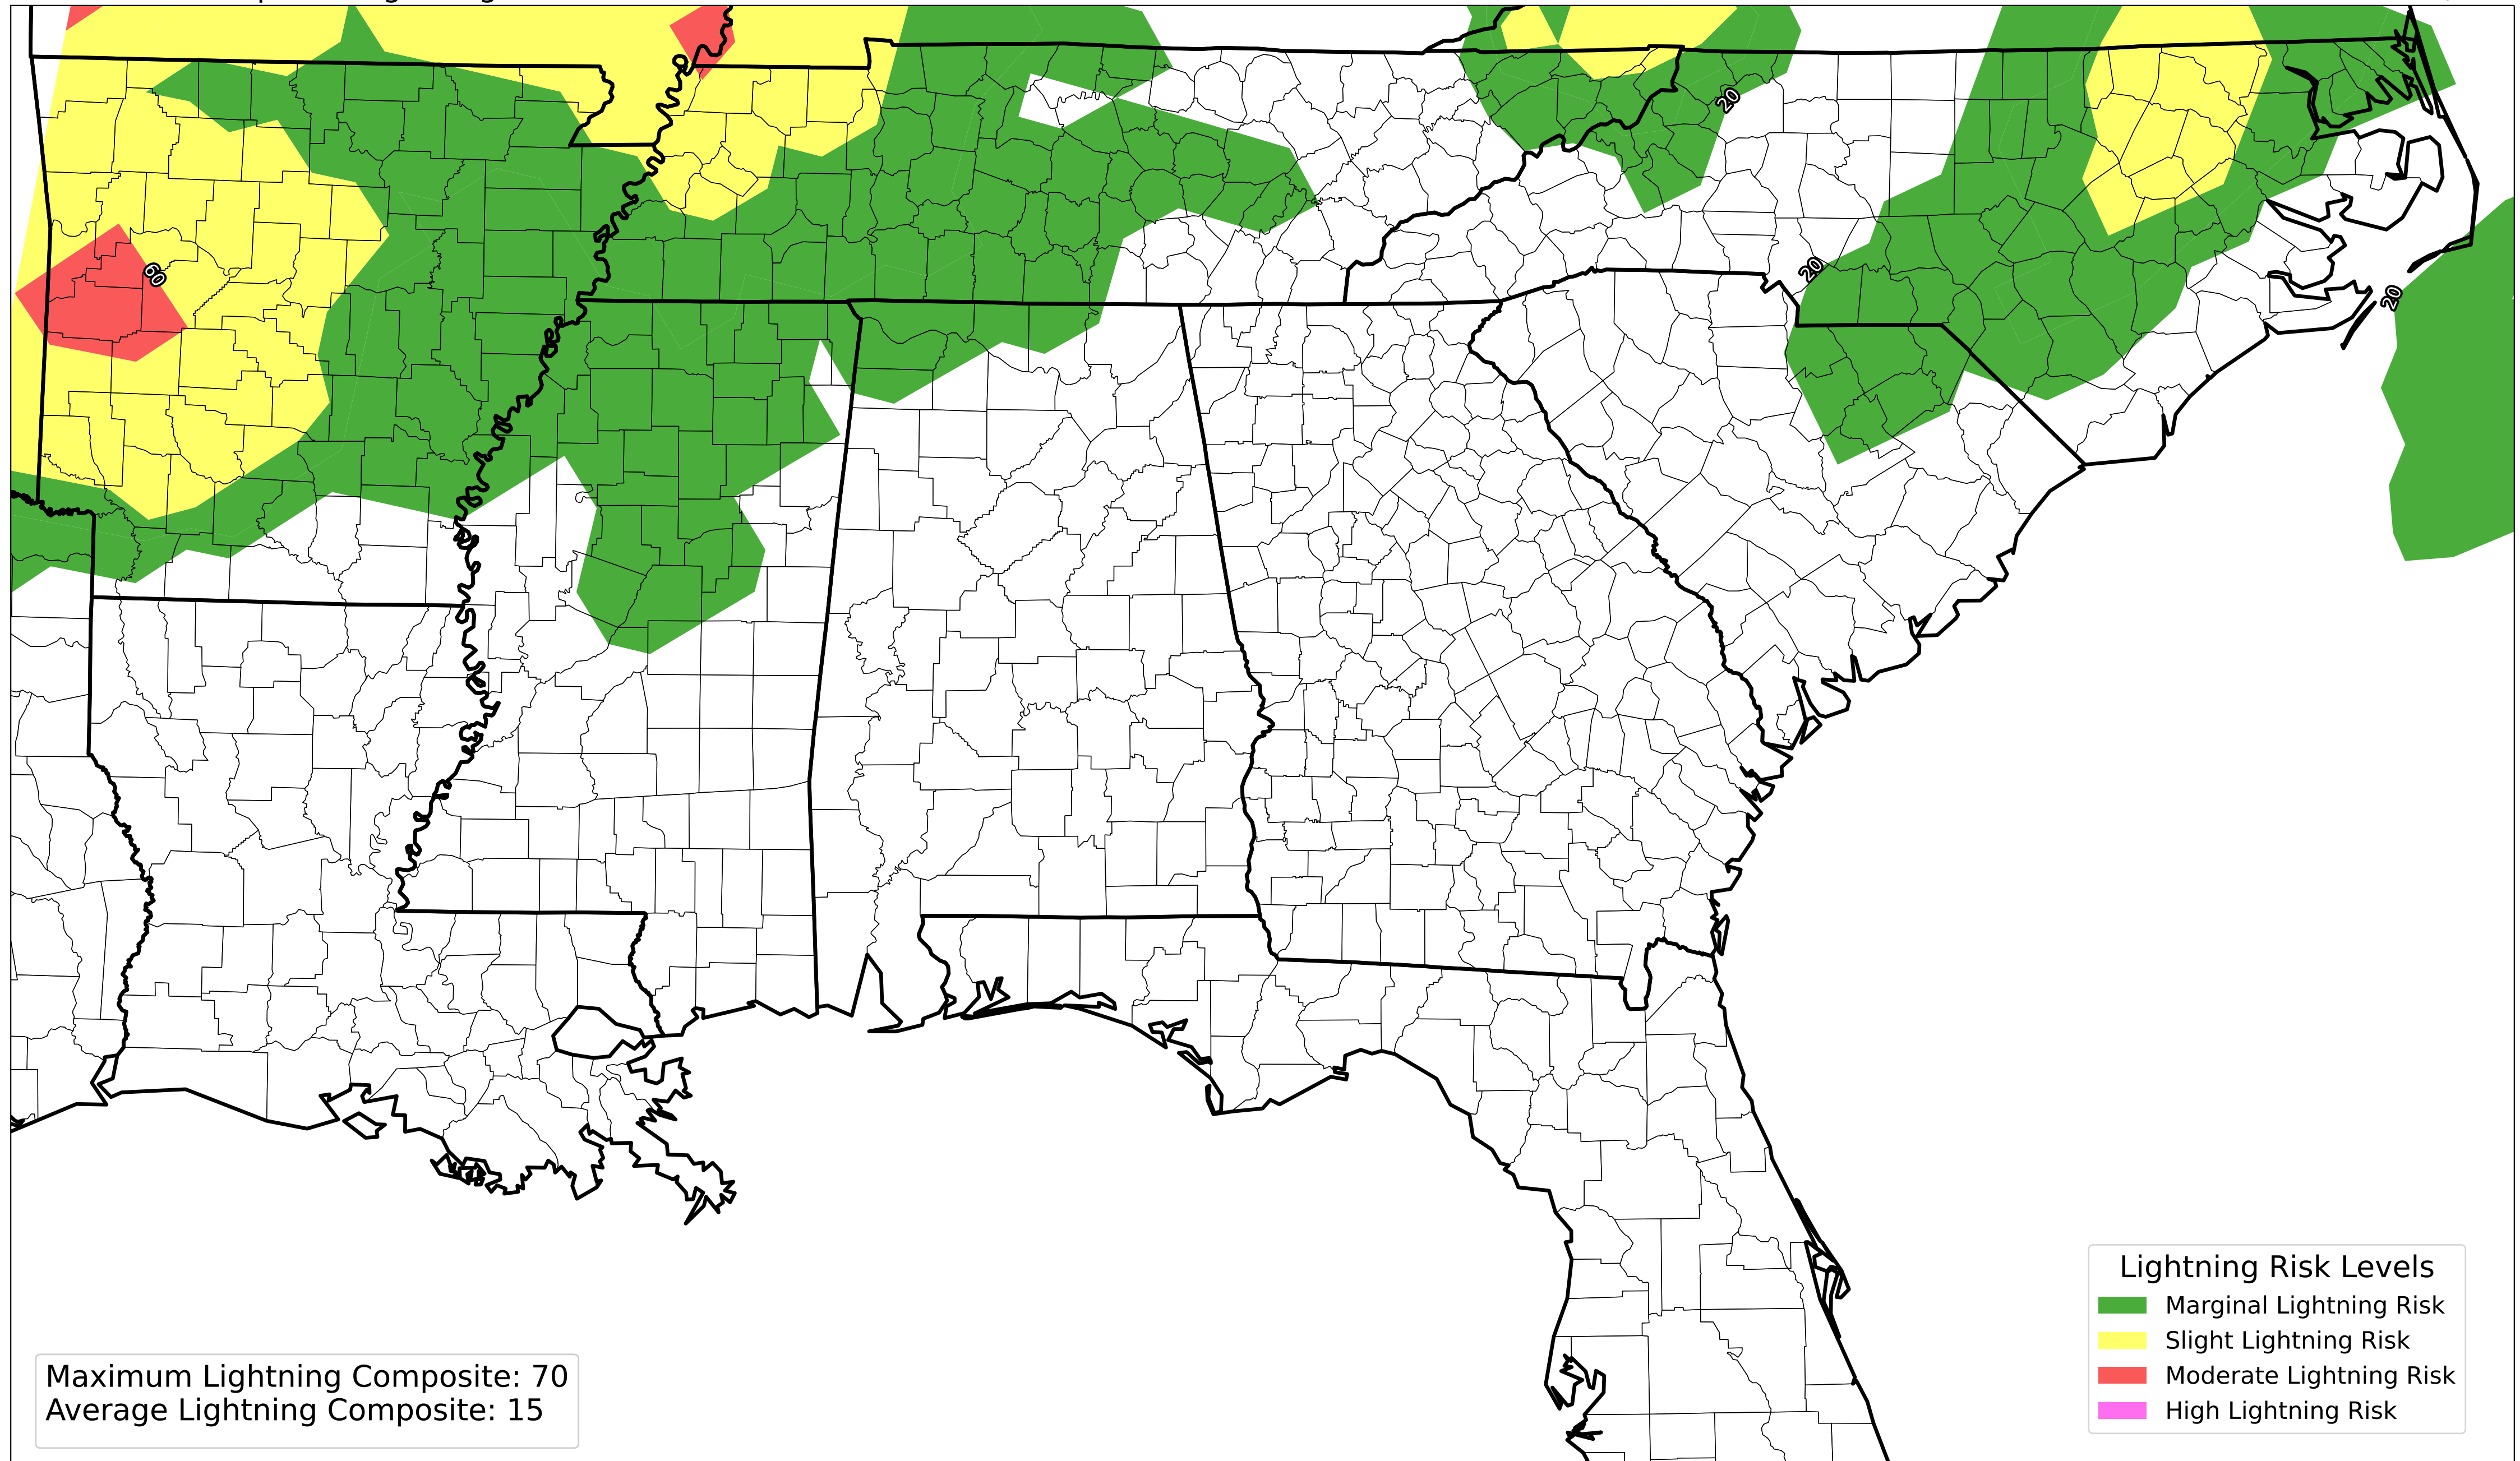 20
20
60
20
Lightning Risk Levels
Marginal Lightning Risk
Slight Lightning Risk
Moderate Lightning Risk
High Lightning Risk
Maximum Lightning Composite: 70
Average Lightning Composite: 15